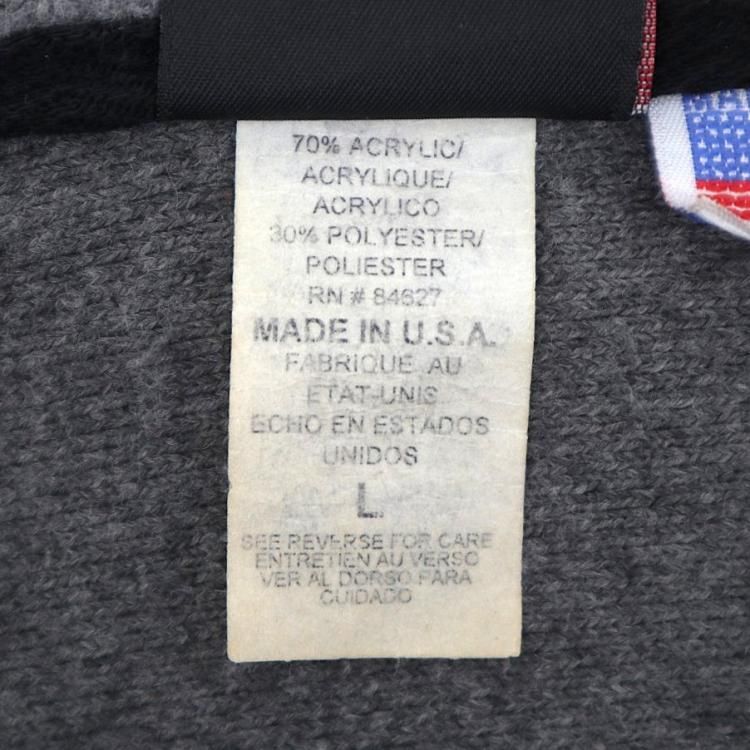 70% ACRYLIC/
ACRYLIQUE/
ACRYLICO
30% POLYESTER/
POLIESTER
RN # 84627
MADE IN U.S.A.
FABRIQUE AU
ETAT-UNIS
ECHO EN ESTADOS
UNIDOS
L
SEE REVERSE FOR CARE
ENTRETIEN AU VERSO
VER AL DORSO PARA
CUIDADO